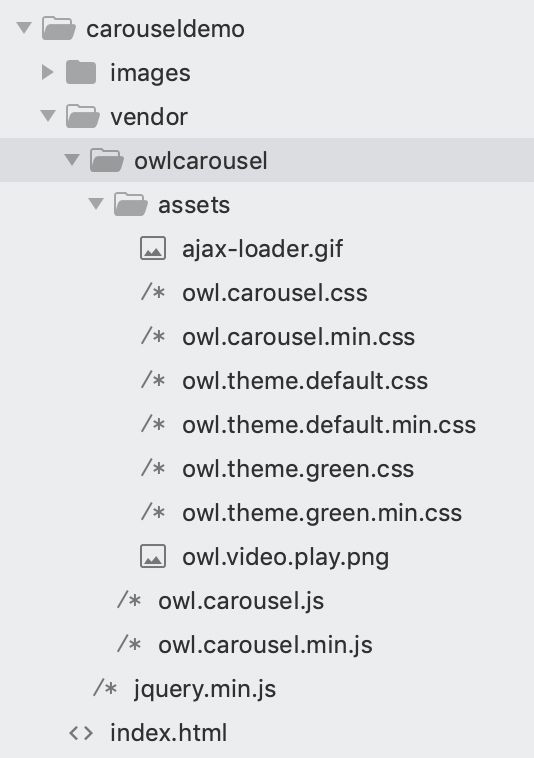 carouseldemo
images
vendor
owlcarousel
assets
ajax-loader.gif
/* owl.carousel.css
/* owl.carousel.min.css
/* owl.theme.default.css
/* owl.theme.default.min.css
/* owl.theme.green.css
/* owl.theme.green.min.css
owl.video.play.png
/* owl.carousel.js
/* owl.carousel.min.js
/* jquery.min.js
<> index.html